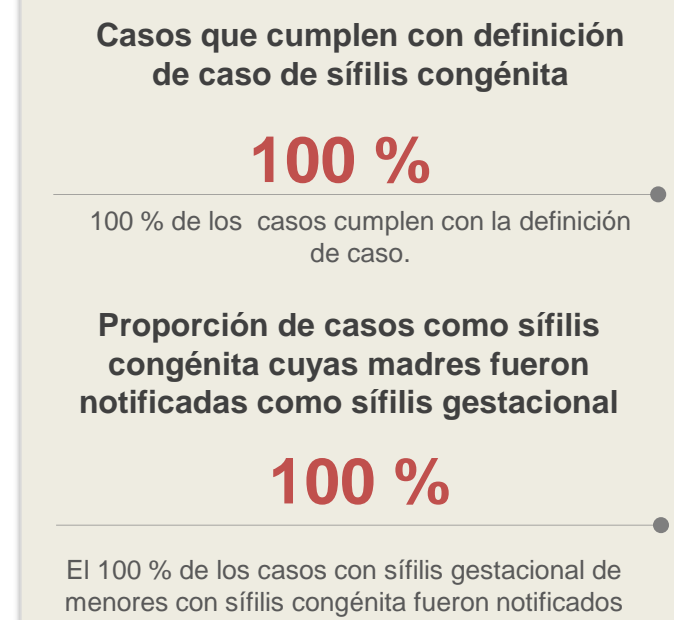 Casos que cumplen con definición
de caso de sífilis congénita
100 %
100 % de los casos cumplen con la definición
de caso.
Proporción de casos como sífilis
congénita cuyas madres fueron
notificadas como sífilis gestacional
100 %
El 100 % de los casos con sífilis gestacional de
menores con sífilis congénita fueron notificados